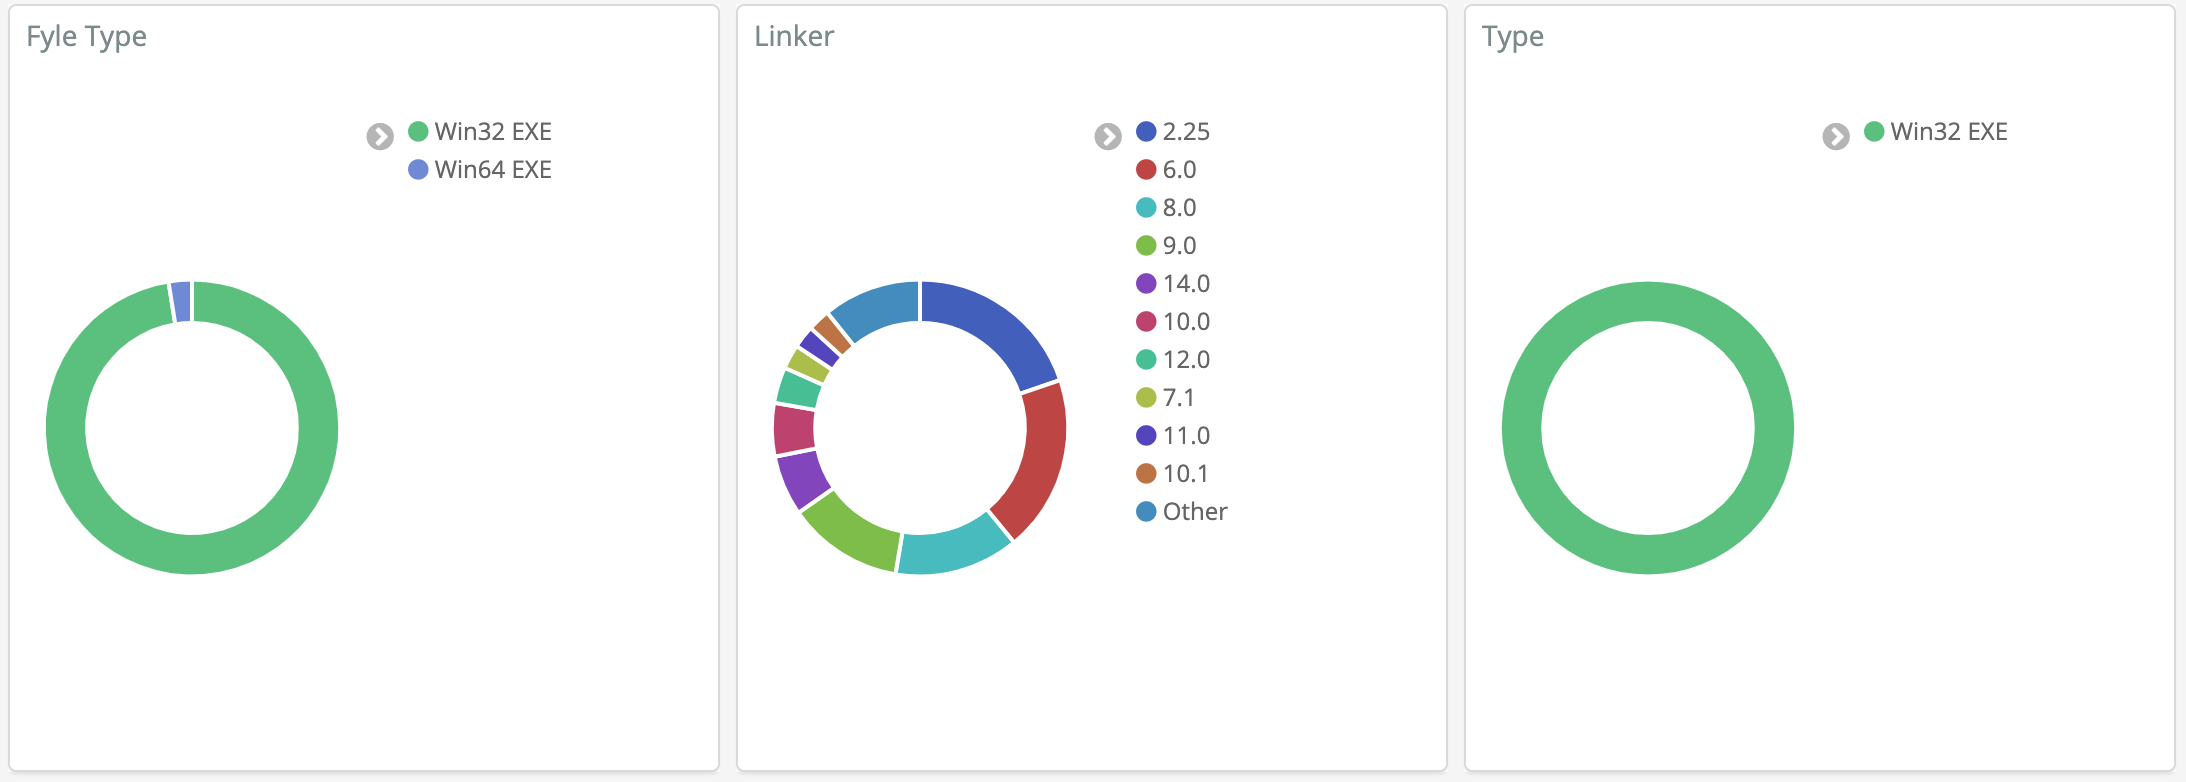 Fyle Type
Win32 EXE
Win64 EXE
Linker
2.25
6.0
8.0
9.0
14.0
10.0
12.0
7.1
11.0
10.1
Other
Type
Win32 EXE